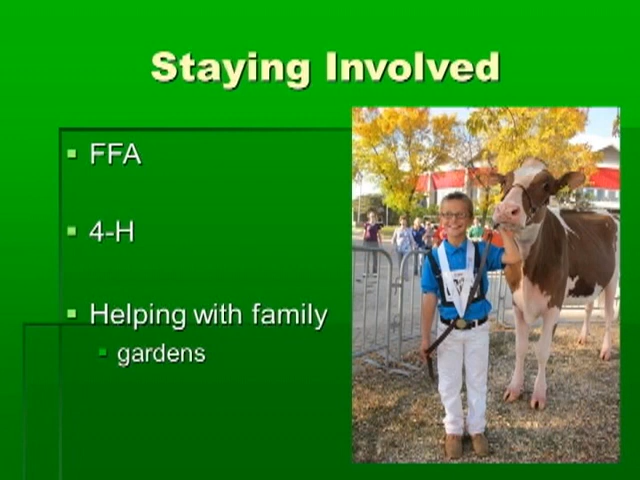 Staying Involved
FFA
4-H
Helping with family
gardens